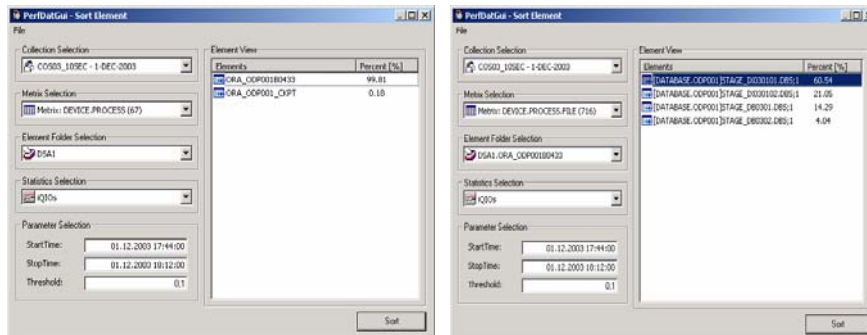 PerfDatGui - Sort Element
File
Collection Selection
COS03_10SEC - 1-DEC-2003
Metrix Selection
Metrix: DEVICE.PROCESS (67)
Element Folder Selection
DSA1
Statistics Selection
iQIOs
Parameter Selection
StartTime: 01.12.2003 17:44:00
StopTime: 01.12.2003 18:12:00
Threshold: 0,1
Element View
Elements Percent [%]
ORA_ODP001B0433 99.81
ORA_ODP001_CKPT 0.18
Sort
PerfDatGui - Sort Element
File
Collection Selection
COS03_10SEC - 1-DEC-2003
Metrix Selection
Metrix: DEVICE.PROCESS.FILE (716)
Element Folder Selection
DSA1.ORA_ODP001B0433
Statistics Selection
iQIOs
Parameter Selection
StartTime: 01.12.2003 17:44:00
StopTime: 01.12.2003 18:12:00
Threshold: 0,1
Element View
Elements Percent [%]
[DATABASE.ODP001]STAGE_DI030101.DBS;1 60.54
[DATABASE.ODP001]STAGE_DI030102.DBS;1 21.05
[DATABASE.ODP001]STAGE_DB0301.DBS;1 14.29
[DATABASE.ODP001]STAGE_DB0302.DBS;1 4.04
Sort